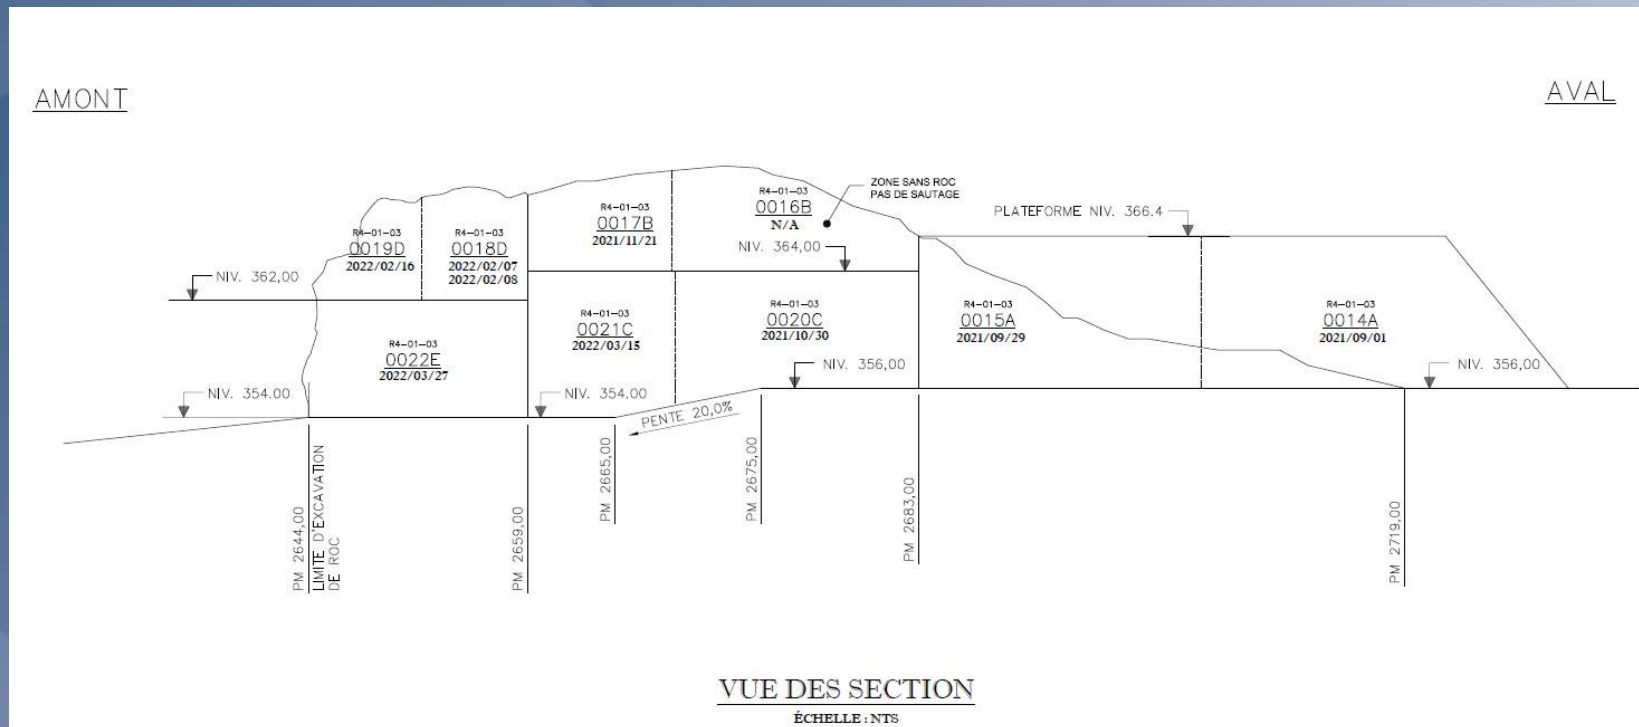 AMONT
AVAL
R4-01-03
0019D
2022/02/16
R4-01-03
0018D
2022/02/07
2022/02/08
R4-01-03
0017B
2021/11/21
R4-01-03
0016B
N/A
ZONE SANS ROC
PAS DE SAUTAGE
PLATEFORME NIV. 366.4
NIV. 364,00
NIV. 362,00
R4-01-03
0022E
2022/03/27
R4-01-03
0021C
2022/03/15
R4-01-03
0020C
2021/10/30
R4-01-03
0015A
2021/09/29
R4-01-03
0014A
2021/09/01
NIV. 354.00
NIV. 354.00
NIV. 356,00
NIV. 356,00
PENTE 20,0%
PM 2644,00
LIMITE D'EXCAVATION
DE ROC
PM 2659,00
PM 2665,00
PM 2675,00
PM 2683,00
PM 2719,00
VUE DES SECTION
ÉCHELLE : NTS